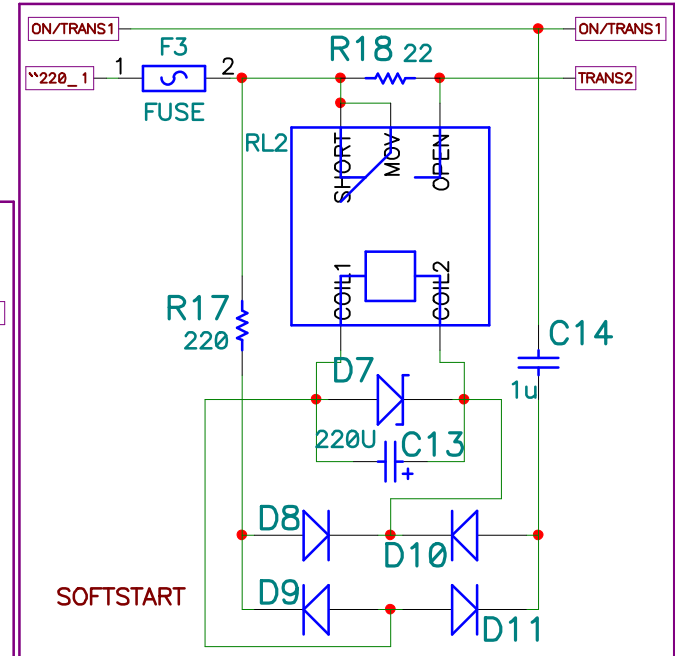 ON/TRANS1
ON/TRANS1
F3
R18 22
1
2
"220_1
TRANS2
FUSE
RL2
SHORT
MOV
OPEN
COIL1
COIL2
R17
220
C14
1u
D7
220U
C13
+
D8
D10
D9
D11
SOFTSTART